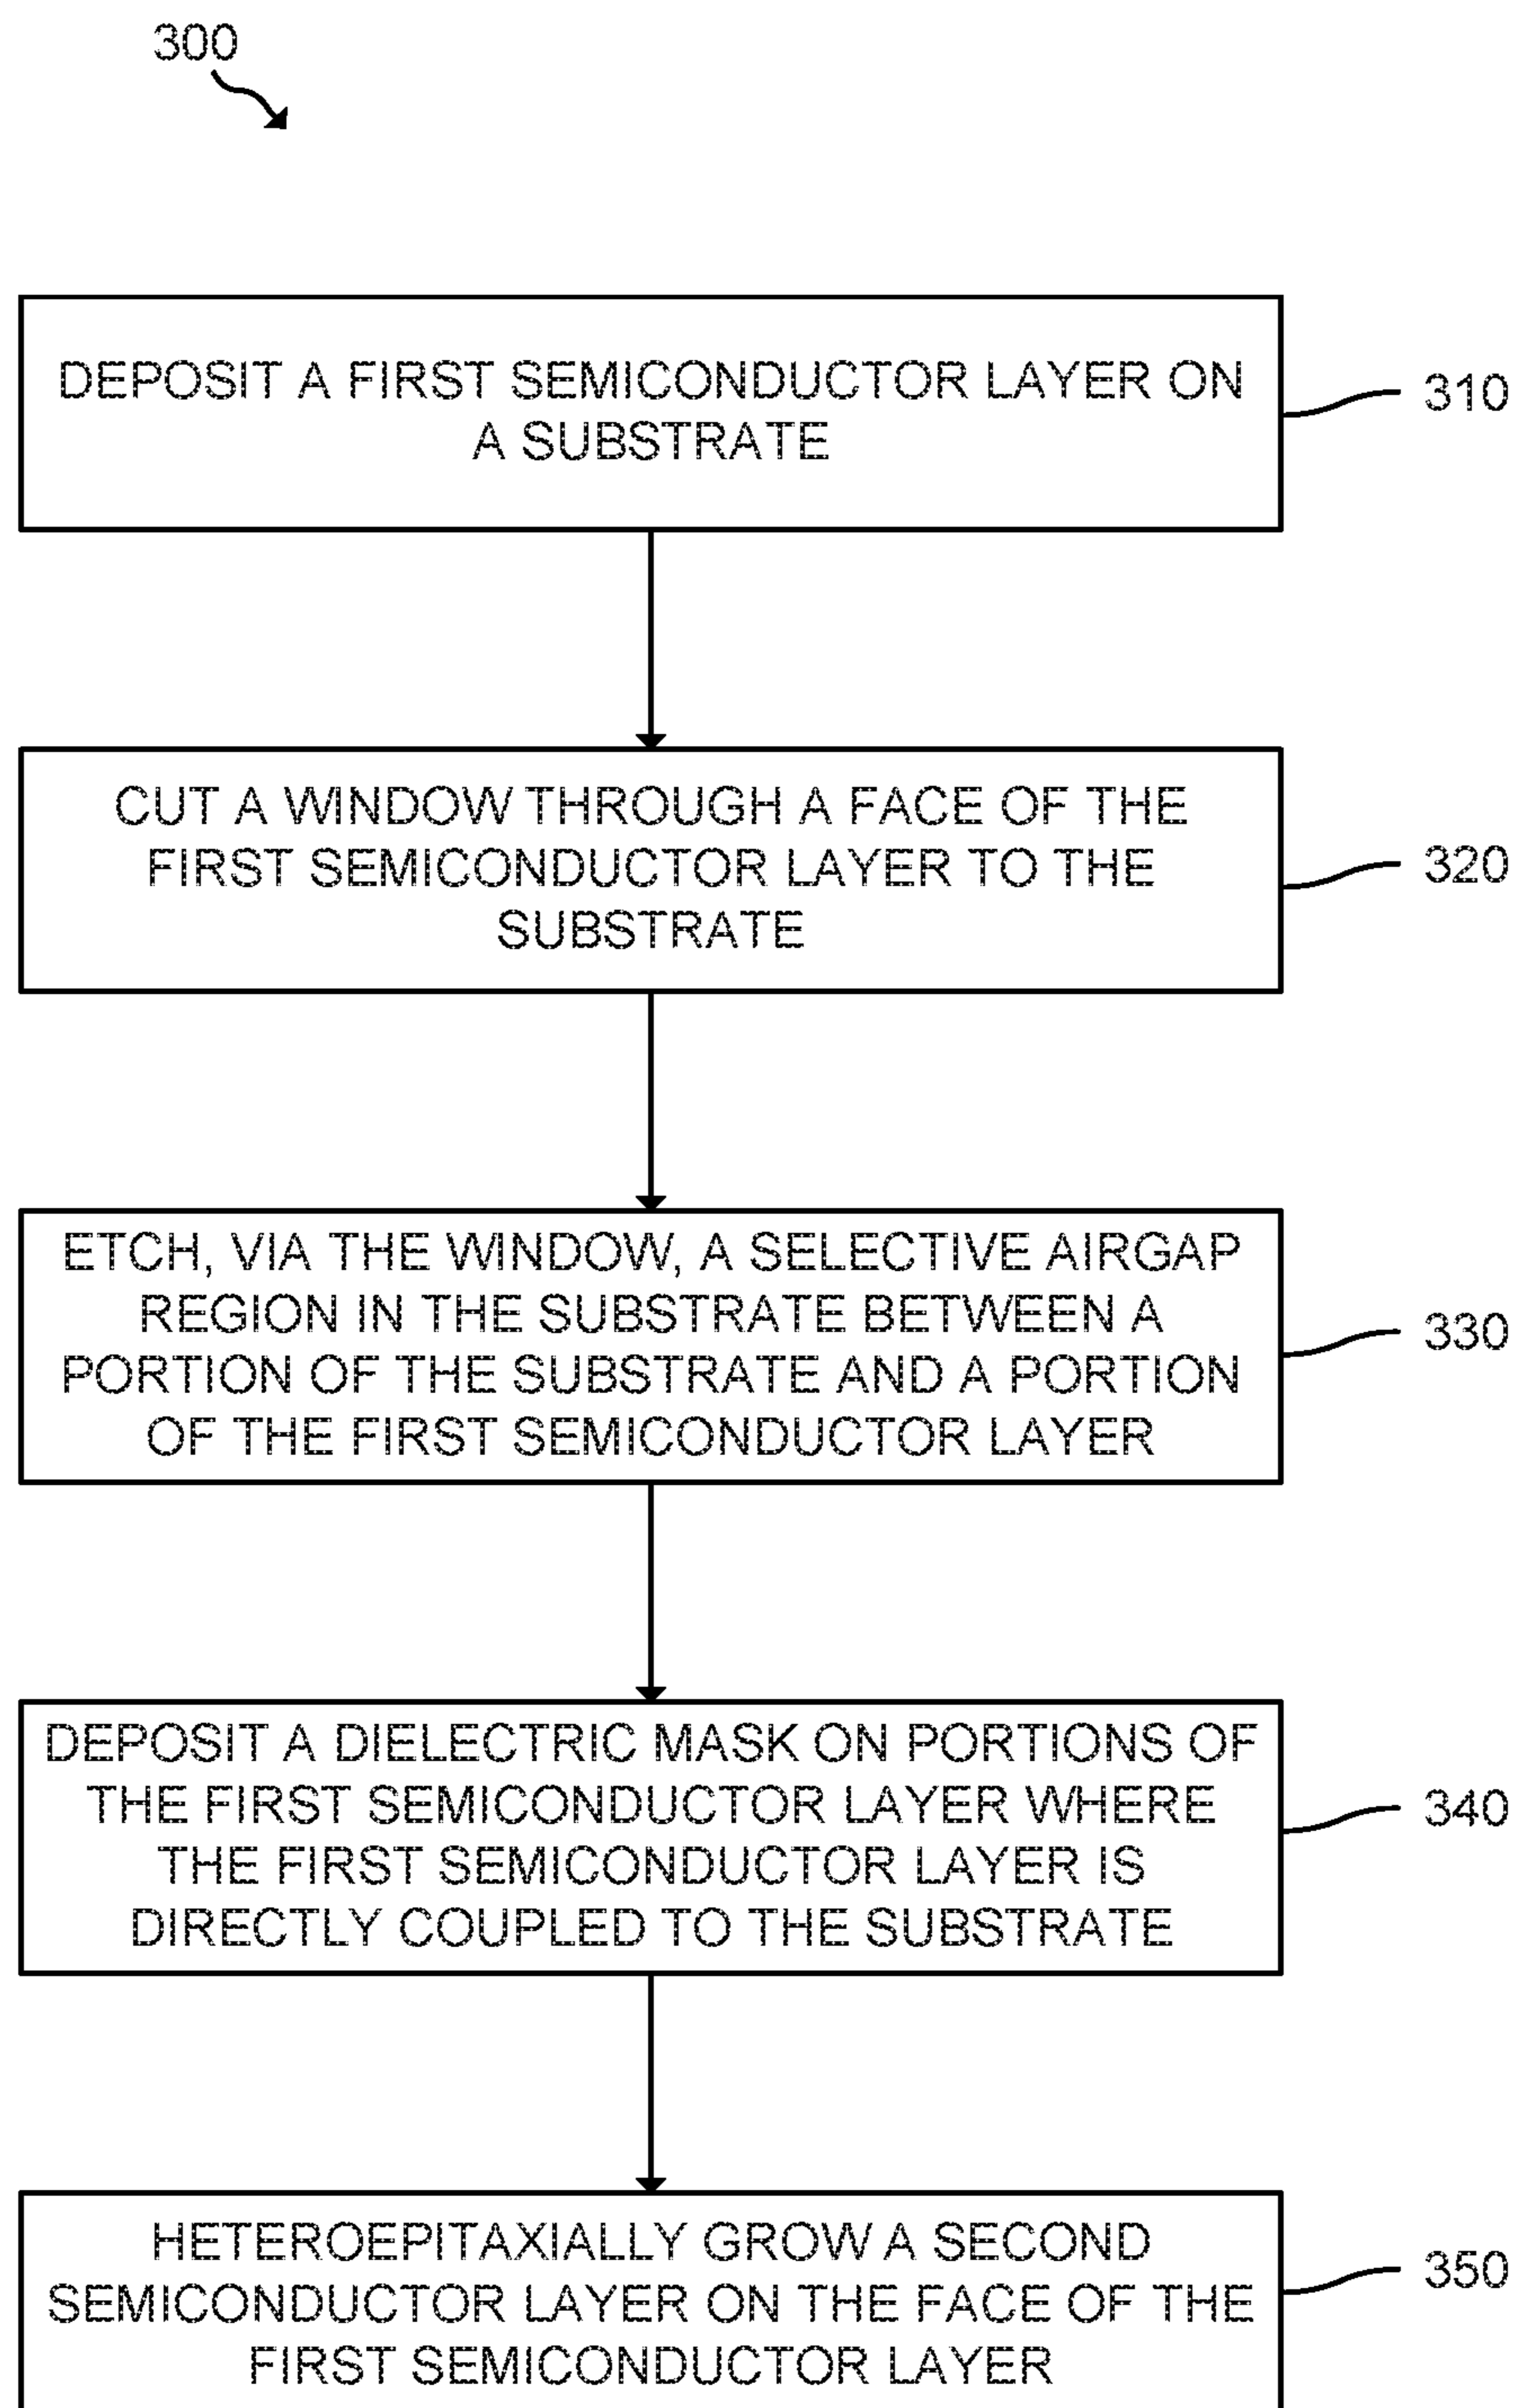 300
DEPOSIT A FIRST SEMICONDUCTOR LAYER ON
A SUBSTRATE
310
CUT A WINDOW THROUGH A FACE OF THE
FIRST SEMICONDUCTOR LAYER TO THE
SUBSTRATE
320
ETCH, VIA THE WINDOW, A SELECTIVE AIRGAP
REGION IN THE SUBSTRATE BETWEEN A
PORTION OF THE SUBSTRATE AND A PORTION
OF THE FIRST SEMICONDUCTOR LAYER
330
DEPOSIT A DIELECTRIC MASK ON PORTIONS OF
THE FIRST SEMICONDUCTOR LAYER WHERE
THE FIRST SEMICONDUCTOR LAYER IS
DIRECTLY COUPLED TO THE SUBSTRATE
340
HETEROEPITAXIALLY GROW A SECOND
SEMICONDUCTOR LAYER ON THE FACE OF THE
FIRST SEMICONDUCTOR LAYER
350